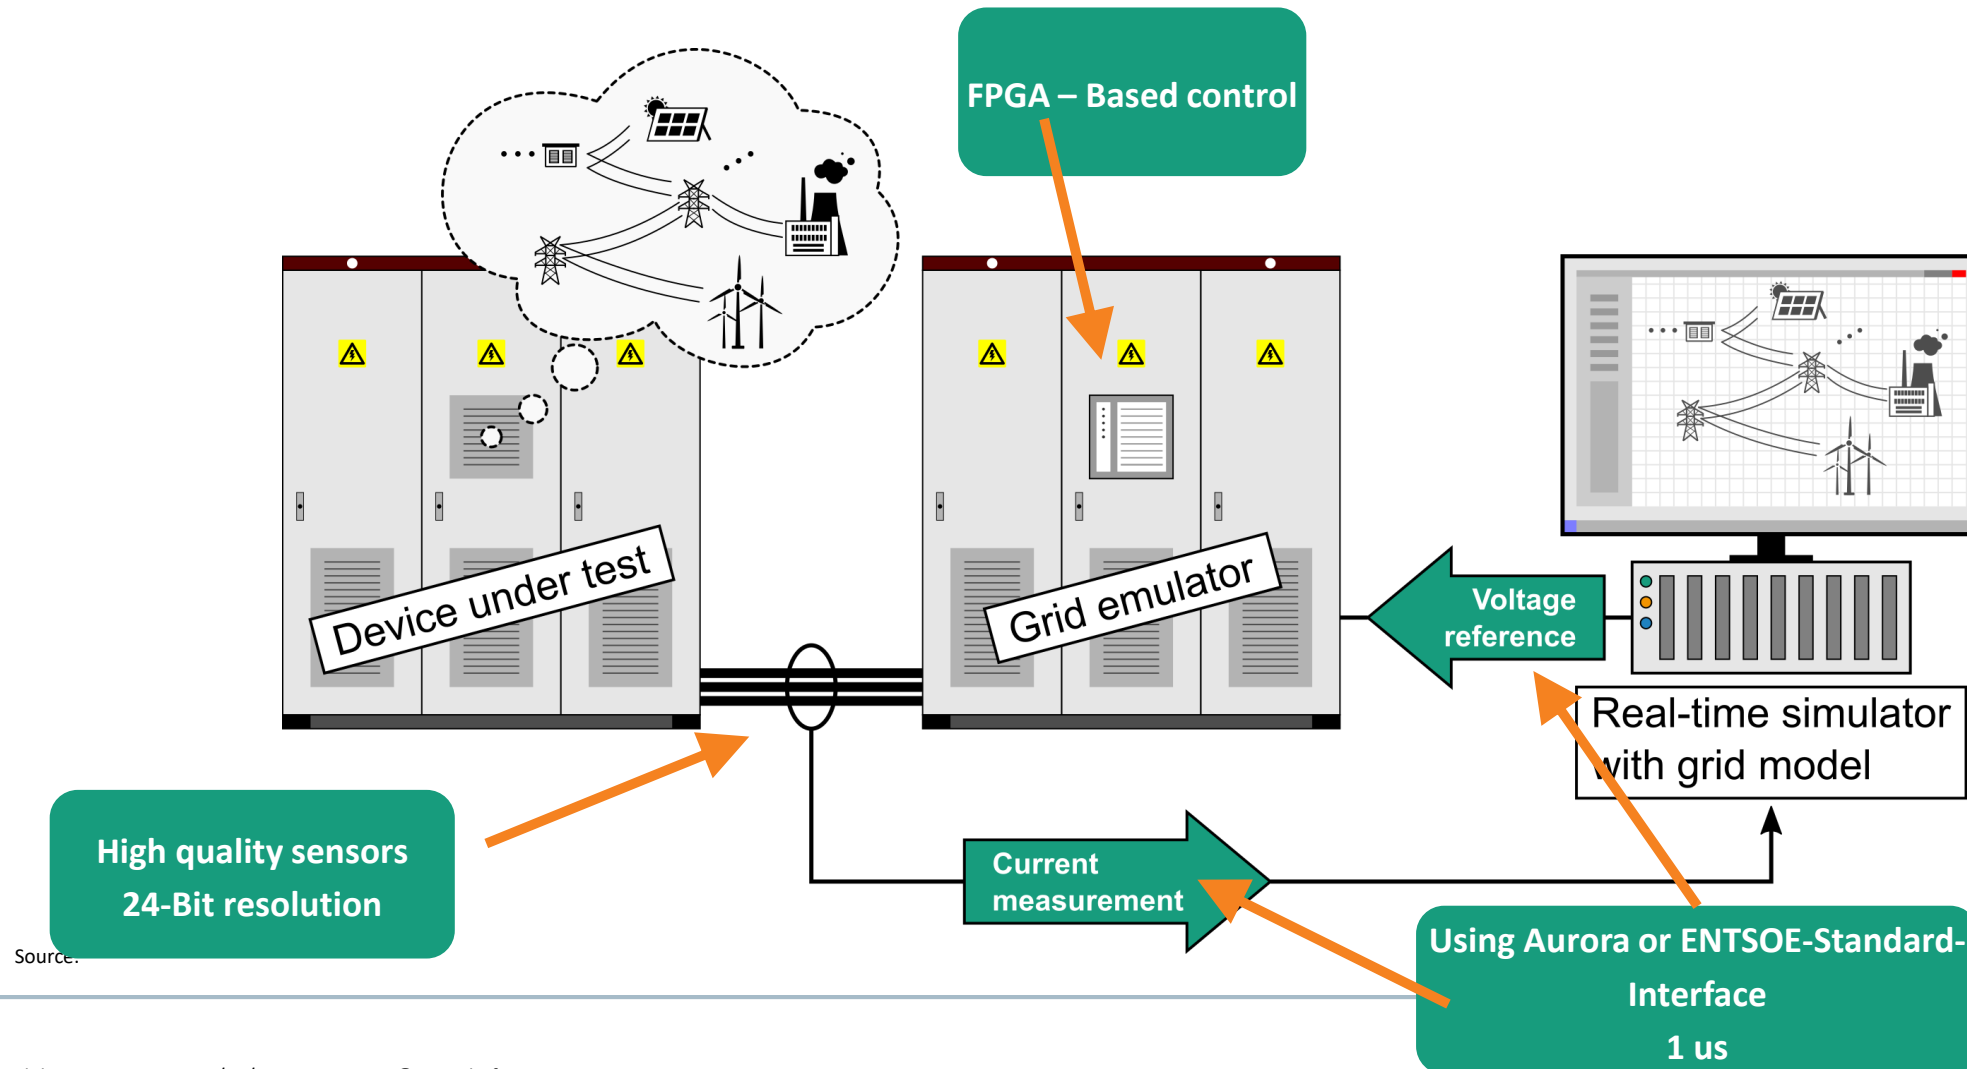 FPGA – Based control
Device under test
Grid emulator
Voltage
reference
Real-time simulator
with grid model
High quality sensors
24-Bit resolution
Current
measurement
Using Aurora or ENTSOE-Standard-
Interface
1 us
Source: